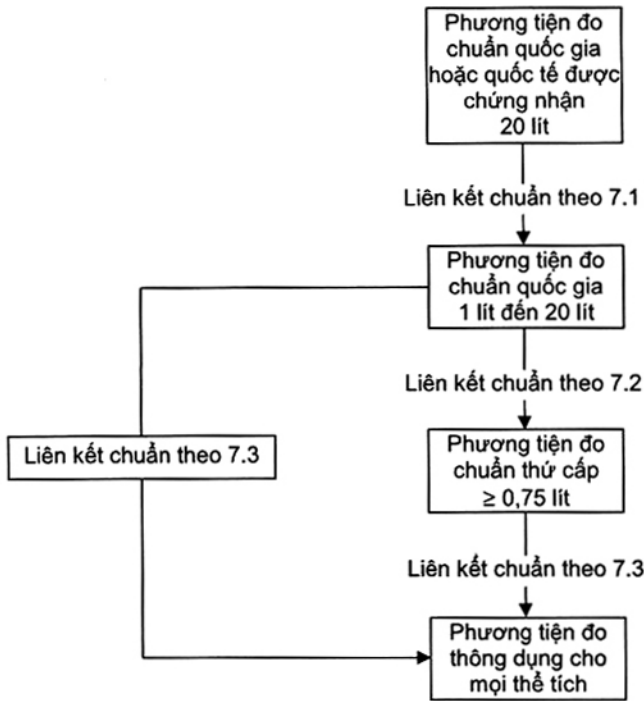 Phương tiện đo
chuẩn quốc gia
hoặc quốc tế được
chứng nhận
20 lít
Liên kết chuẩn theo 7.1
Phương tiện đo
chuẩn quốc gia
1 lít đến 20 lít
Liên kết chuẩn theo 7.2
Liên kết chuẩn theo 7.3
Phương tiện đo
chuẩn thứ cấp
≥ 0,75 lít
Liên kết chuẩn theo 7.3
Phương tiện đo
thông dụng cho
mọi thể tích